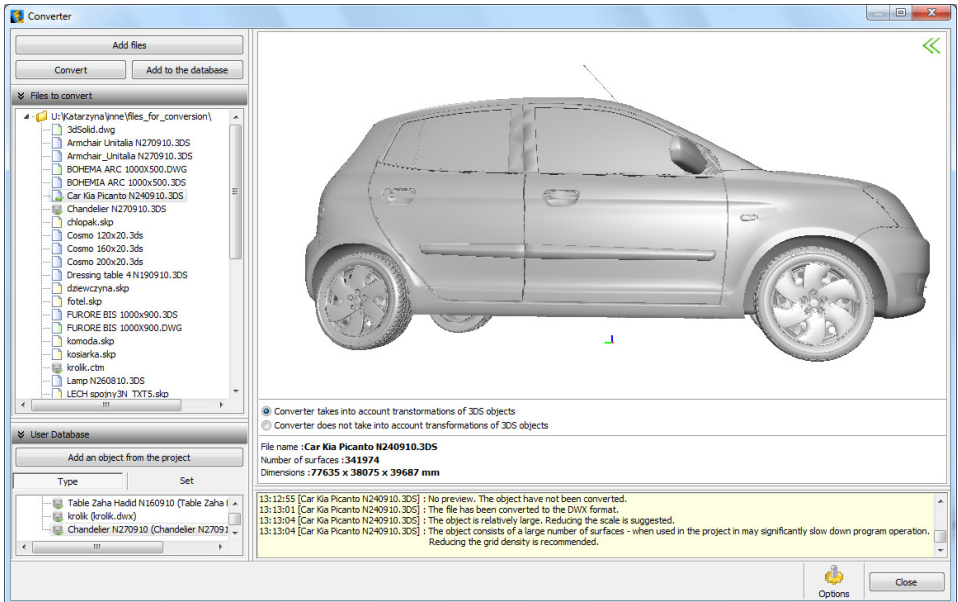 Converter
Add files
Convert
Add to the database
Files to convert
U:\Katarzyna\inne\files_for_conversion\
3dSolid.dwg
Armchair Unitalia N270910.3DS
Armchair_Unitalia N270910.3DS
BOHEMA ARC 1000X500.DWG
BOHEMIA ARC 1000x500.3DS
Car Kia Picanto N240910.3DS
Chandelier N270910.3DS
chlopak.skp
Cosmo 120x20.3ds
Cosmo 160x20.3ds
Cosmo 200x20.3ds
Dressing table 4 N190910.3DS
dziewczyna.skp
fotel.skp
FURORE BIS 1000x900.3DS
FURORE BIS 1000X900.DWG
komoda.skp
kosiarka.skp
krolik.ctm
Lamp N260810.3DS
LECH spojny3N_TXT5.skp
User Database
Add an object from the project
Type
Set
Table Zaha Hadid N160910 (Table Zaha
krolik (krolik.dwx)
Chandelier N270910 (Chandelier N27091
Converter takes into account transtormations of 3DS objects
Converter does not take into account transformations of 3DS objects
File name :Car Kia Picanto N240910.3DS
Number of surfaces :341974
Dimensions :77635 x 38075 x 39687 mm
13:12:55 [Car Kia Picanto N240910.3DS] : No preview. The object have not been converted.
13:13:01 [Car Kia Picanto N240910.3DS] : The file has been converted to the DWX format.
13:13:04 [Car Kia Picanto N240910.3DS] : The object is relatively large. Reducing the scale is suggested.
13:13:04 [Car Kia Picanto N240910.3DS] : The object consists of a large number of surfaces - when used in the project in may significantly slow down program operation.
Reducing the grid density is recommended.
Options
Close